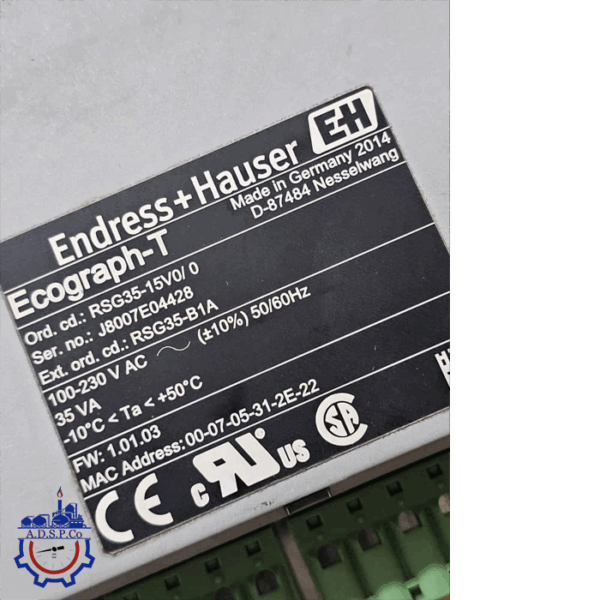 EH
Endress+Hauser
Made in Germany 2014
D-87484 Nesselwang
Ecograph-T
Ord. cd.: RSG35-15V0/ 0
Ser. no.: J8007E04428
Ext. ord. cd.: RSG35-B1A
100-230 V AC ~ (±10%) 50/60Hz
35 VA
-10°C < Ta < +50°C
FW: 1.01.03
MAC Address: 00-07-05-31-2E-22
CE
c RU US
CSA
A.D.S.P.Co